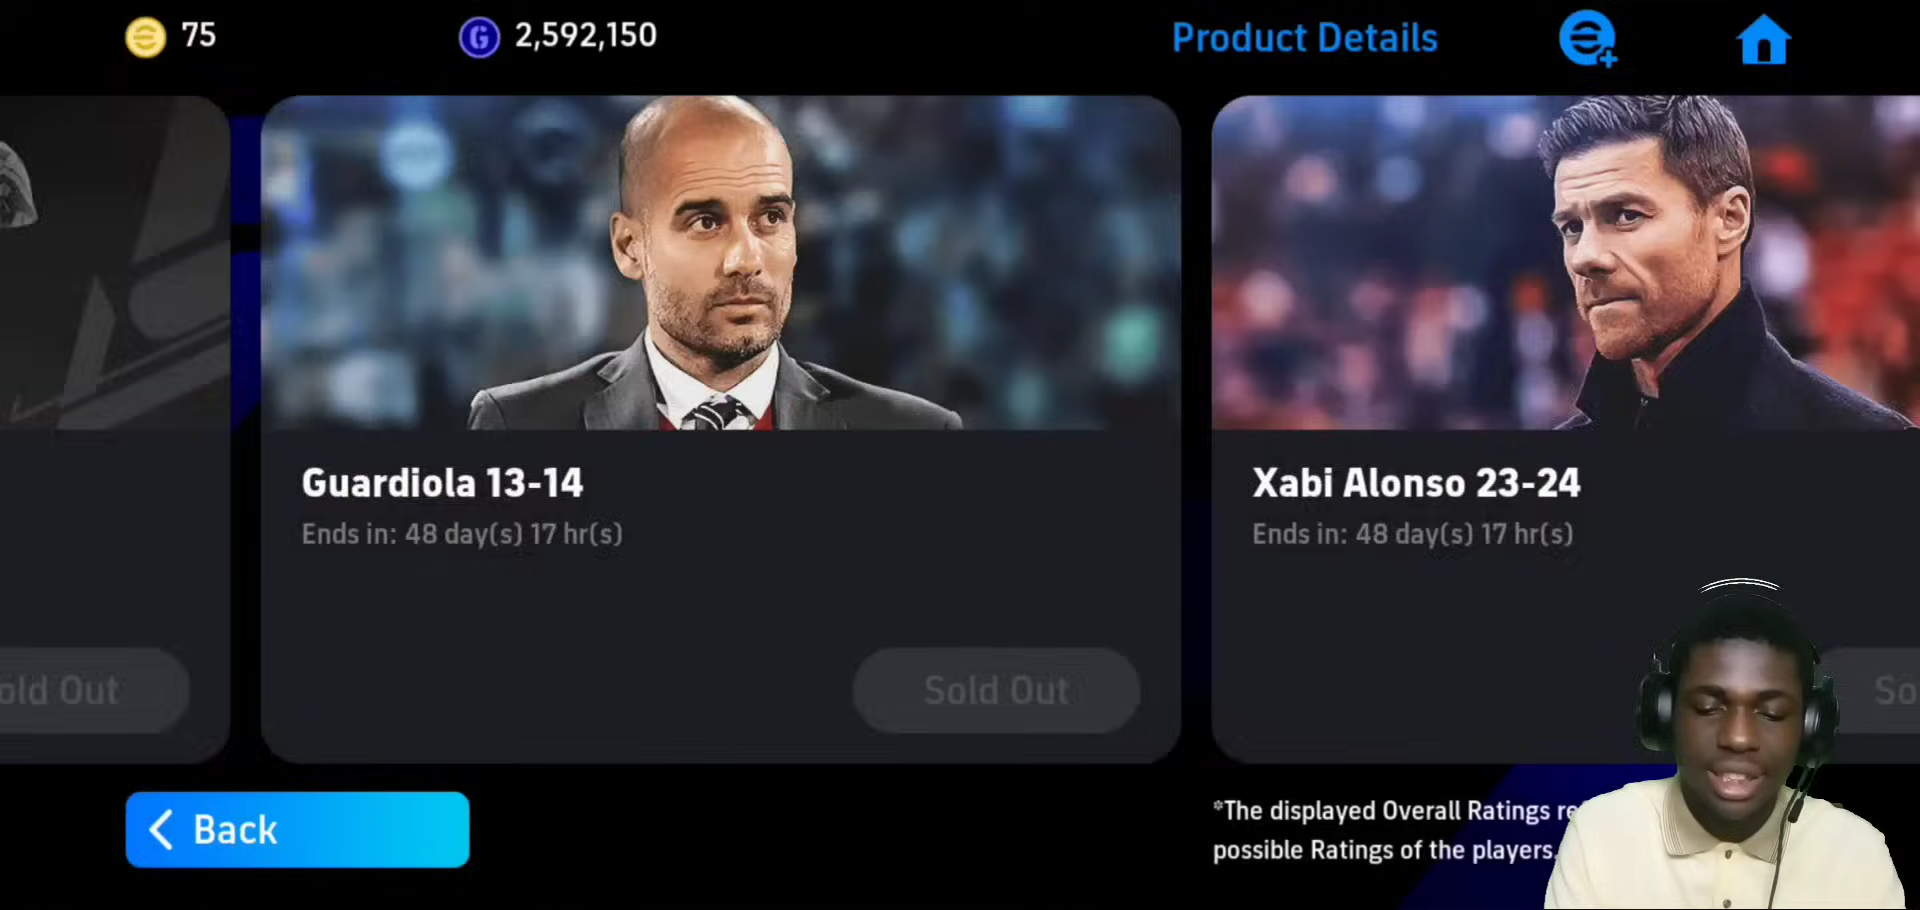 75
2,592,150
Product Details
Guardiola 13-14
Ends in: 48 day(s) 17 hr(s)
Sold Out
Xabi Alonso 23-24
Ends in: 48 day(s) 17 hr(s)
Out
Back
*The displayed Overall Ratings
possible Ratings of the players.